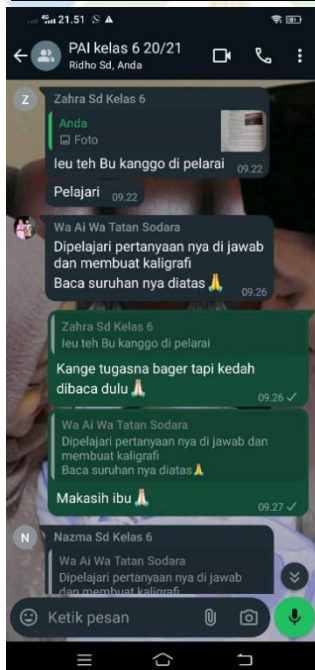 21.51
PAI kelas 6 20/21
Ridho Sd, Anda
Z
Zahra Sd Kelas 6
Anda
Foto
Ieu teh Bu kanggo di pelarai
09.22
Pelajari
09.22
Wa Ai Wa Tatan Sodara
Dipelajari pertanyaan nya di jawab
dan membuat kaligrafi
Baca suruhan nya diatas🙏
09.26
Zahra Sd Kelas 6
Ieu teh Bu kanggo di pelarai
Kange tugasna bager tapi kedah
dibaca dulu🙏🏻
09.26
Wa Ai Wa Tatan Sodara
Dipelajari pertanyaan nya di jawab dan
membuat kaligrafi
Baca suruhan nya diatas🙏
Makasih ibu🙏🏻
09.27
N
Nazma Sd Kelas 6
Wa Ai Wa Tatan Sodara
Dipelajari pertanyaan nya di jawab
dan membuat kaligrafi
Ketik pesan